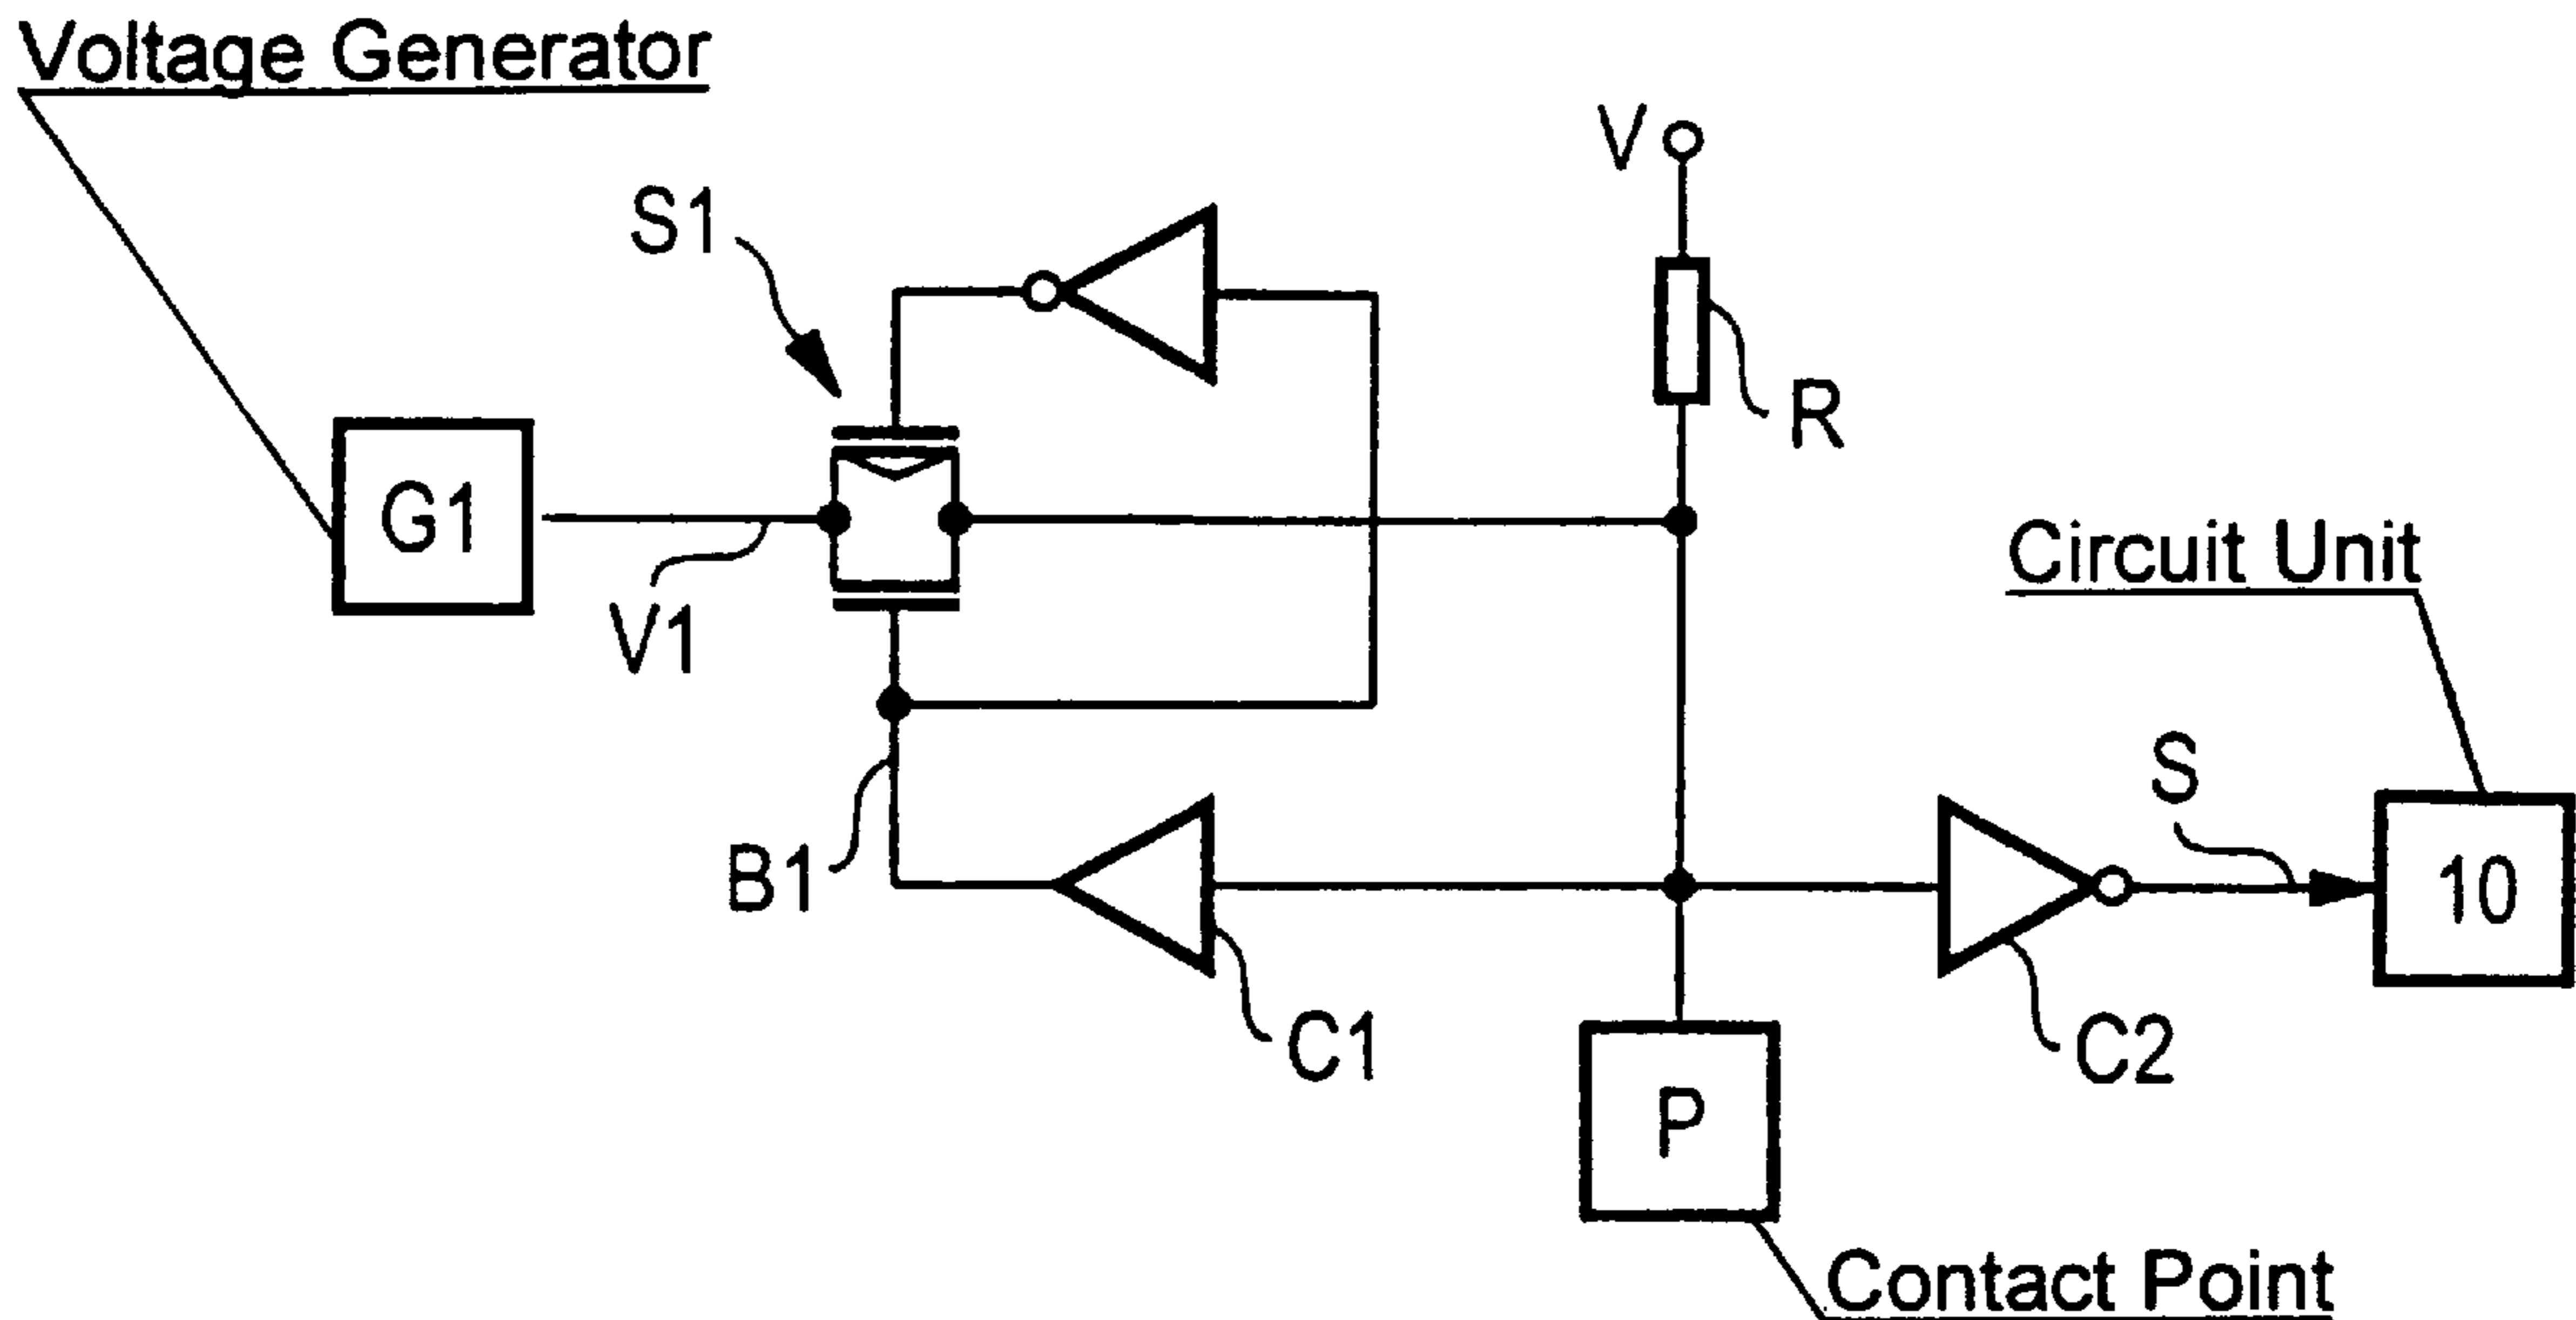 Voltage Generator
V
S1
R
G1
V1
Circuit Unit
S
B1
10
C1
C2
P
Contact Point